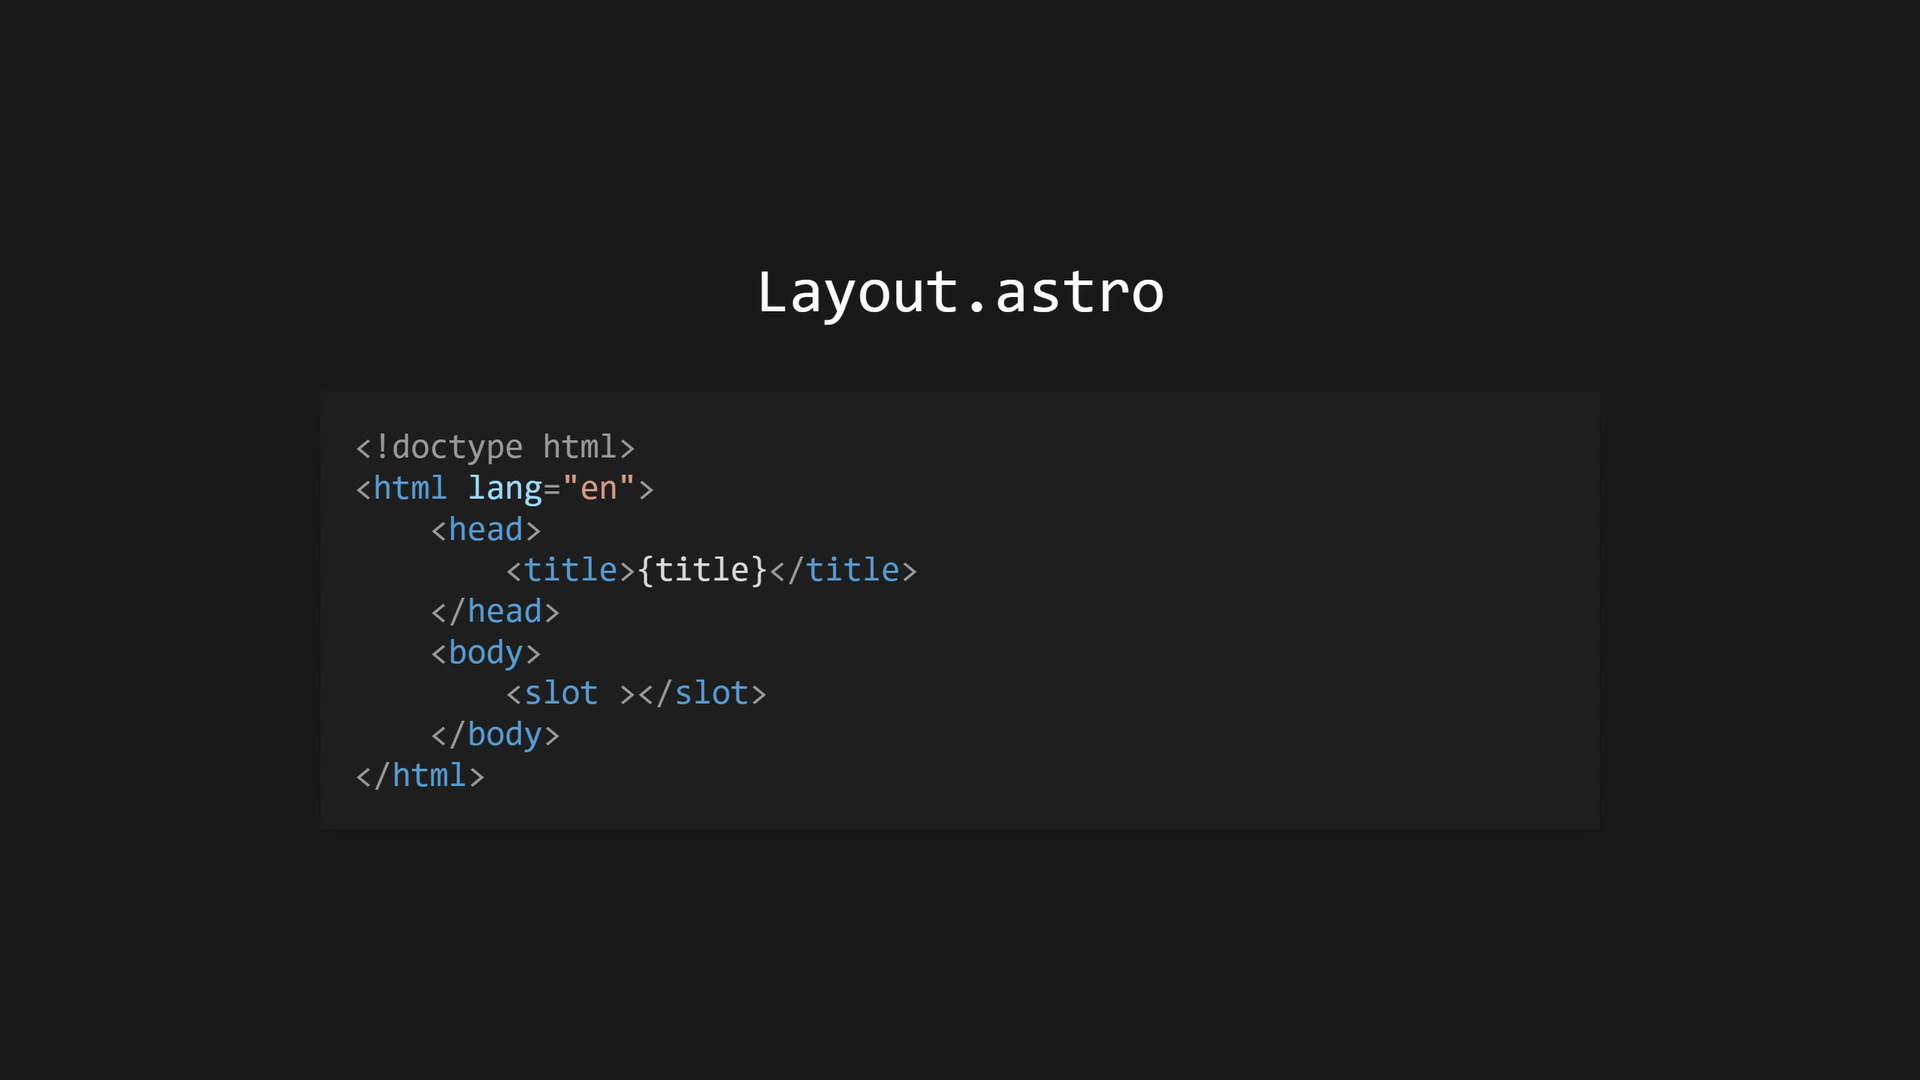 Layout.astro
<!doctype html>
<html lang="en">
    <head>
        <title>{title}</title>
    </head>
    <body>
        <slot ></slot>
    </body>
</html>